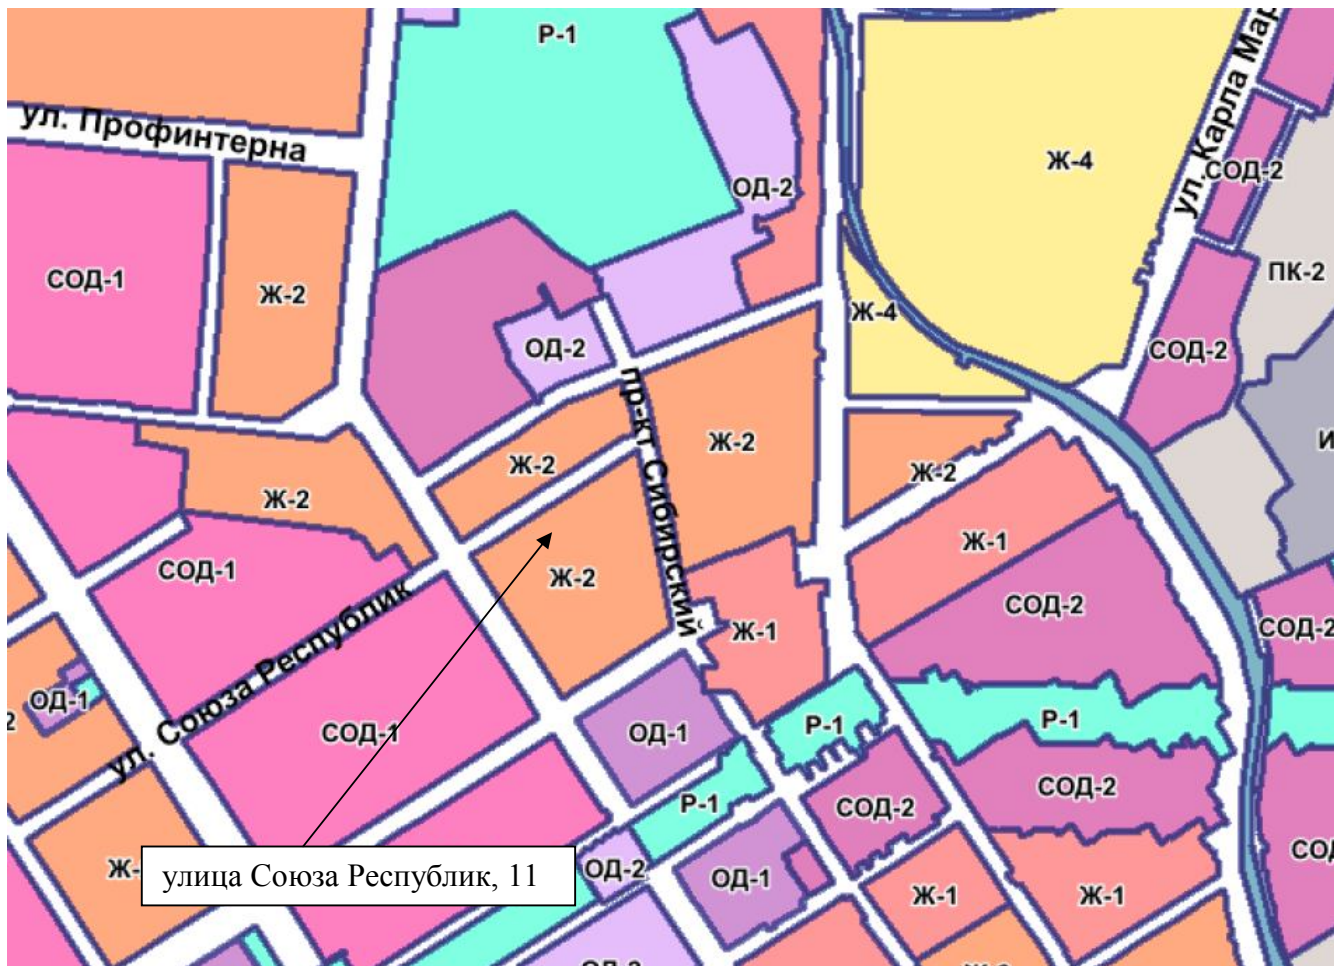 Р-1
ул. Карла Мар
ул. Профинтерна
Ж-4
СОД-2
ОД-2
СОД-1
Ж-2
ПК-2
Ж-4
ОД-2
СОД-2
пр-кт Сибирский
Ж-2
Ж-2
Ж-2
Ж-2
И
Ж-1
СОД-1
Ж-2
СОД-2
ул. Союза Республик
Ж-1
СОД-2
ОД-1
2
СОД-1
ОД-1
Р-1
Р-1
Р-1
СОД-2
СОД-2
СОД
Ж-
улица Союза Республик, 11
ОД-2
ОД-1
Ж-1
Ж-1